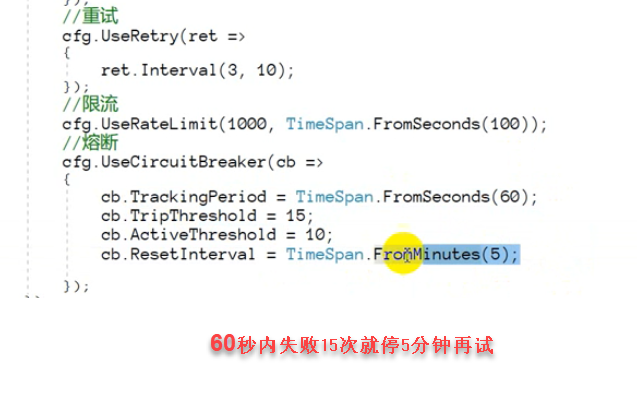 });
//重试
cfg.UseRetry(ret =>
{
ret.Interval(3, 10);
});
//限流
cfg.UseRateLimit(1000, TimeSpan.FromSeconds(100));
//熔断
cfg.UseCircuitBreaker(cb =>
{
cb.TrackingPeriod = TimeSpan.FromSeconds(60);
cb.TripThreshold = 15;
cb.ActiveThreshold = 10;
cb.ResetInterval = TimeSpan.FromMinutes(5);
});
60秒内失败15次就停5分钟再试